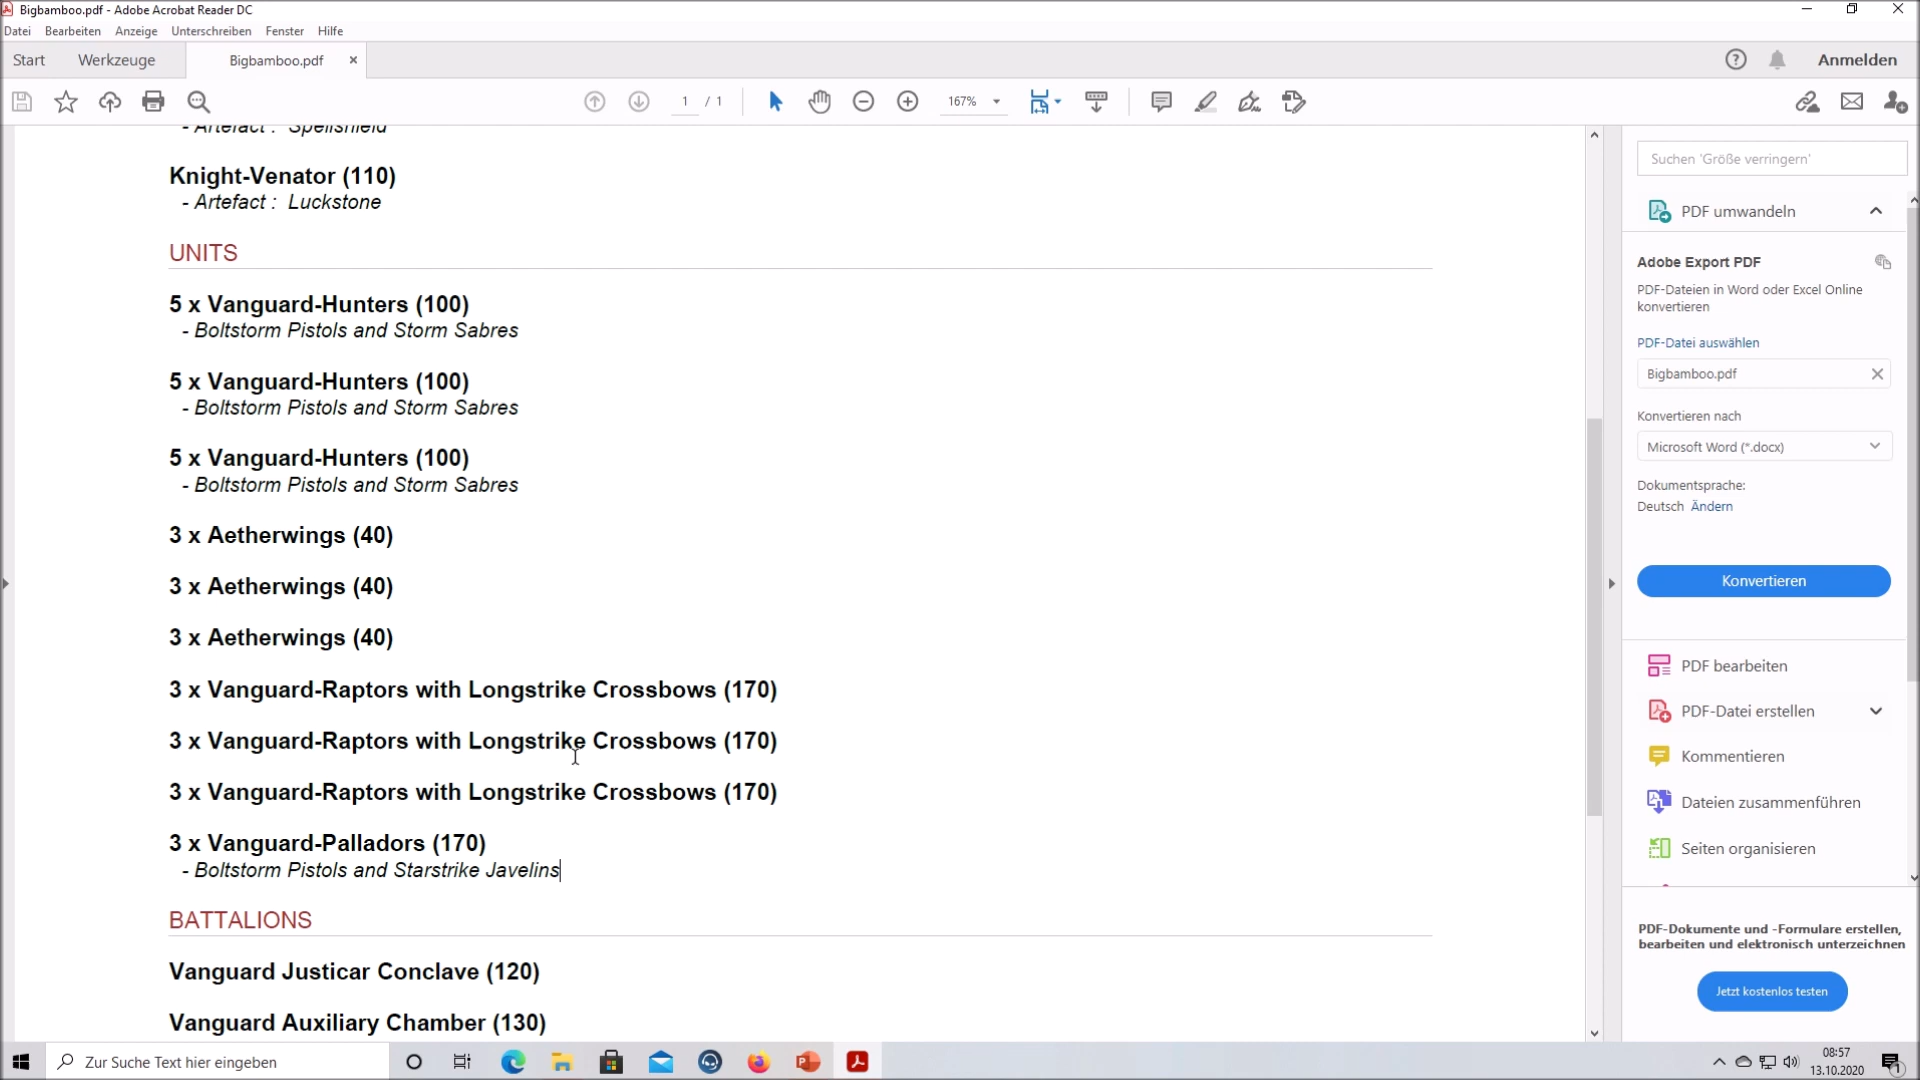 Bigbamboo.pdf - Adobe Acrobat Reader DC
Datei Bearbeiten Anzeige Unterschreiben Fenster Hilfe
Start Werkzeuge Bigbamboo.pdf × Anmelden
1 / 1 167%
- Artefact : Spellshield
Knight-Venator (110)
- Artefact : Luckstone
UNITS
5 x Vanguard-Hunters (100)
- Boltstorm Pistols and Storm Sabres
5 x Vanguard-Hunters (100)
- Boltstorm Pistols and Storm Sabres
5 x Vanguard-Hunters (100)
- Boltstorm Pistols and Storm Sabres
3 x Aetherwings (40)
3 x Aetherwings (40)
3 x Aetherwings (40)
3 x Vanguard-Raptors with Longstrike Crossbows (170)
3 x Vanguard-Raptors with Longstrike Crossbows (170)
3 x Vanguard-Raptors with Longstrike Crossbows (170)
3 x Vanguard-Palladors (170)
- Boltstorm Pistols and Starstrike Javelins
BATTALIONS
Vanguard Justicar Conclave (120)
Vanguard Auxiliary Chamber (130)
Suchen 'Größe verringern'
PDF umwandeln
Adobe Export PDF
PDF-Dateien in Word oder Excel Online
konvertieren
PDF-Datei auswählen
Bigbamboo.pdf
Konvertieren nach
Microsoft Word (*.docx)
Dokumentsprache:
Deutsch Ändern
Konvertieren
PDF bearbeiten
PDF-Datei erstellen
Kommentieren
Dateien zusammenführen
Seiten organisieren
PDF-Dokumente und -Formulare erstellen,
bearbeiten und elektronisch unterzeichnen
Jetzt kostenlos testen
Zur Suche Text hier eingeben
08:57
13.10.2020
1